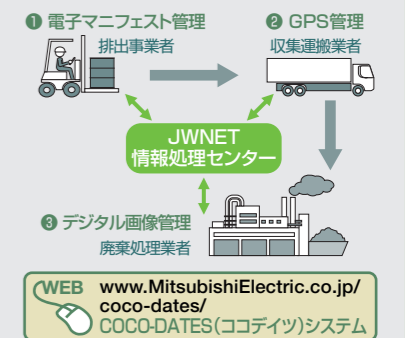 ❶ 電子マニフェスト管理
排出事業者
❷ GPS管理
収集運搬業者
JWNET
情報処理センター
❸ デジタル画像管理
廃棄処理業者
WEB
www.MitsubishiElectric.co.jp/
coco-dates/
COCO-DATES(ココデイツ)システム